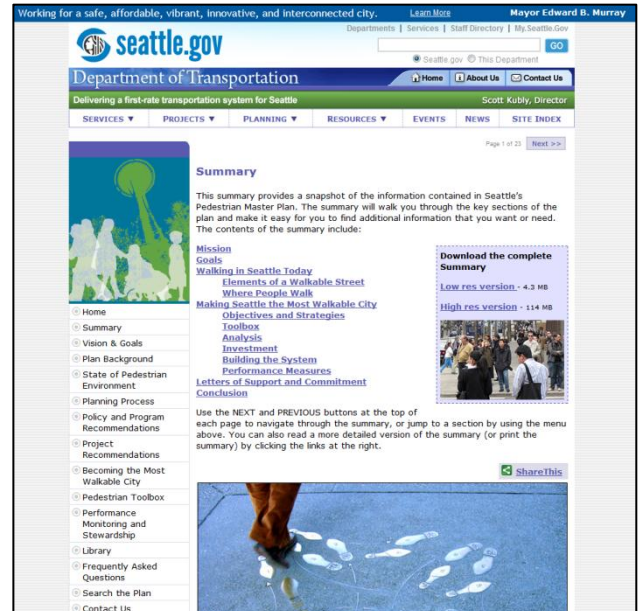 Working for a safe, affordable, vibrant, innovative, and interconnected city. Learn More Mayor Edward B. Murray
seattle.gov
Departments | Services | Staff Directory | My.Seattle.Gov
GO
Seattle.gov This Department
Department of Transportation
Home About Us Contact Us
Delivering a first-rate transportation system for Seattle Scott Kubly, Director
SERVICES ▼ PROJECTS ▼ PLANNING ▼ RESOURCES ▼ EVENTS NEWS SITE INDEX
Page 1 of 23 Next >>
Summary
This summary provides a snapshot of the information contained in Seattle's
Pedestrian Master Plan. The summary will walk you through the key sections of the
plan and make it easy for you to find additional information that you want or need.
The contents of the summary include:
Mission
Goals
Walking in Seattle Today
Elements of a Walkable Street
Where People Walk
Making Seattle the Most Walkable City
Objectives and Strategies
Toolbox
Analysis
Investment
Building the System
Performance Measures
Letters of Support and Commitment
Conclusion
Download the complete
Summary
Low res version - 4.3 MB
High res version - 114 MB
Use the NEXT and PREVIOUS buttons at the top of
each page to navigate through the summary, or jump to a section by using the menu
above. You can also read a more detailed version of the summary (or print the
summary) by clicking the links at the right.
ShareThis
Home
Summary
Vision & Goals
Plan Background
State of Pedestrian
Environment
Planning Process
Policy and Program
Recommendations
Project
Recommendations
Becoming the Most
Walkable City
Pedestrian Toolbox
Performance
Monitoring and
Stewardship
Library
Frequently Asked
Questions
Search the Plan
Contact Us